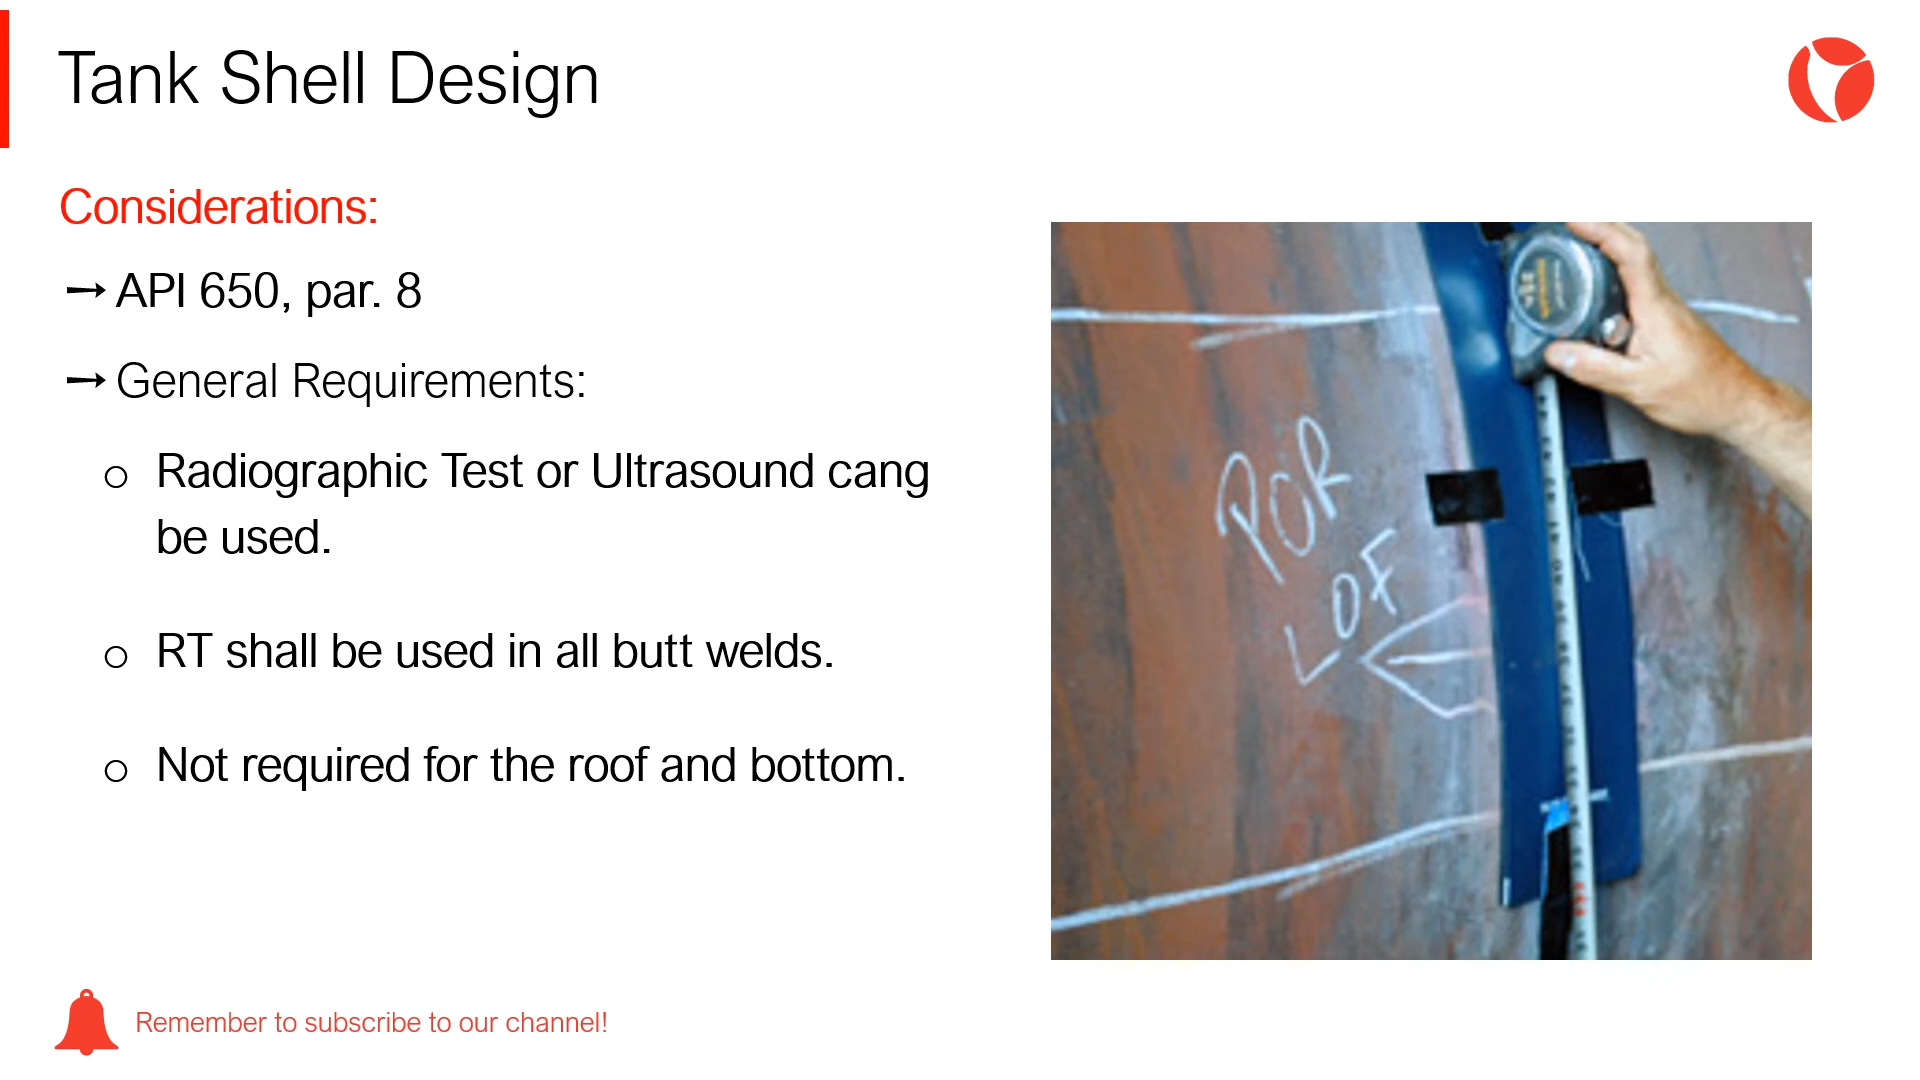 Tank Shell Design
Considerations:
→ API 650, par. 8
→ General Requirements:
o Radiographic Test or Ultrasound cang
be used.
o RT shall be used in all butt welds.
o Not required for the roof and bottom.
POR
LOF
Remember to subscribe to our channel!